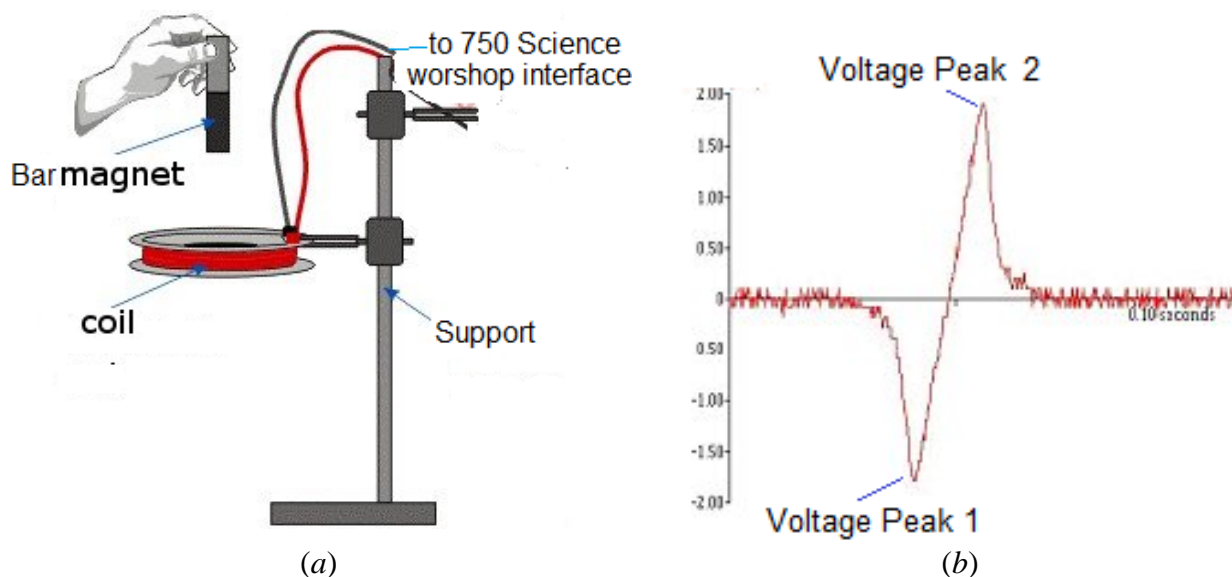 to 750 Science
worshop interface
Bar magnet
coil
Support
(a)
Voltage Peak 2
2.00
1.50
1.00
0.50
0
0.10 seconds
0.50
-1.00
-1.50
-2.00
Voltage Peak 1
(b)